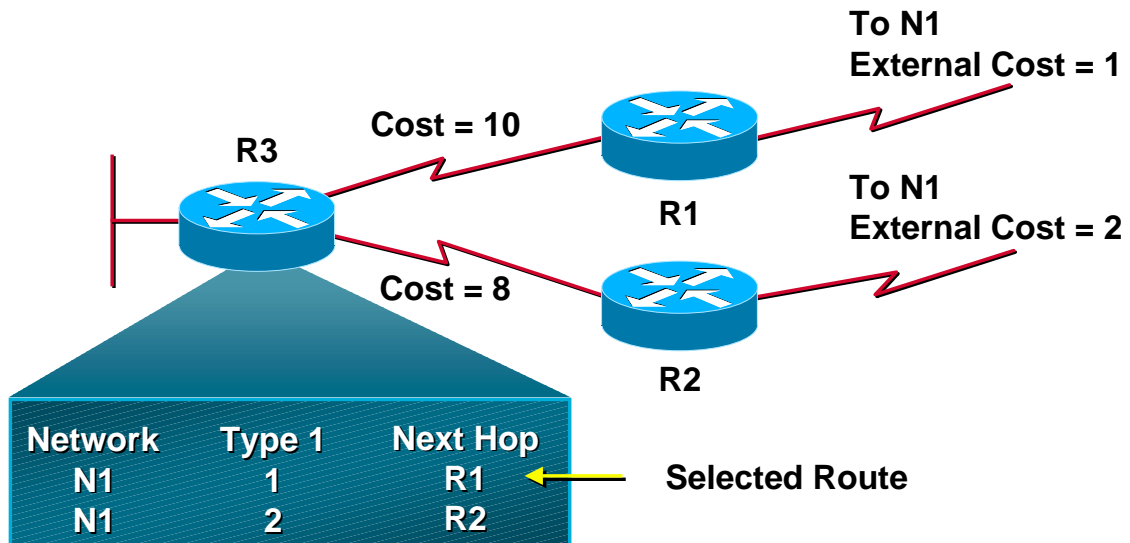 To N1
External Cost = 1
Cost = 10
R3
R1
To N1
External Cost = 2
Cost = 8
R2
Network Type 1 Next Hop
N1 1 R1
N1 2 R2
Selected Route